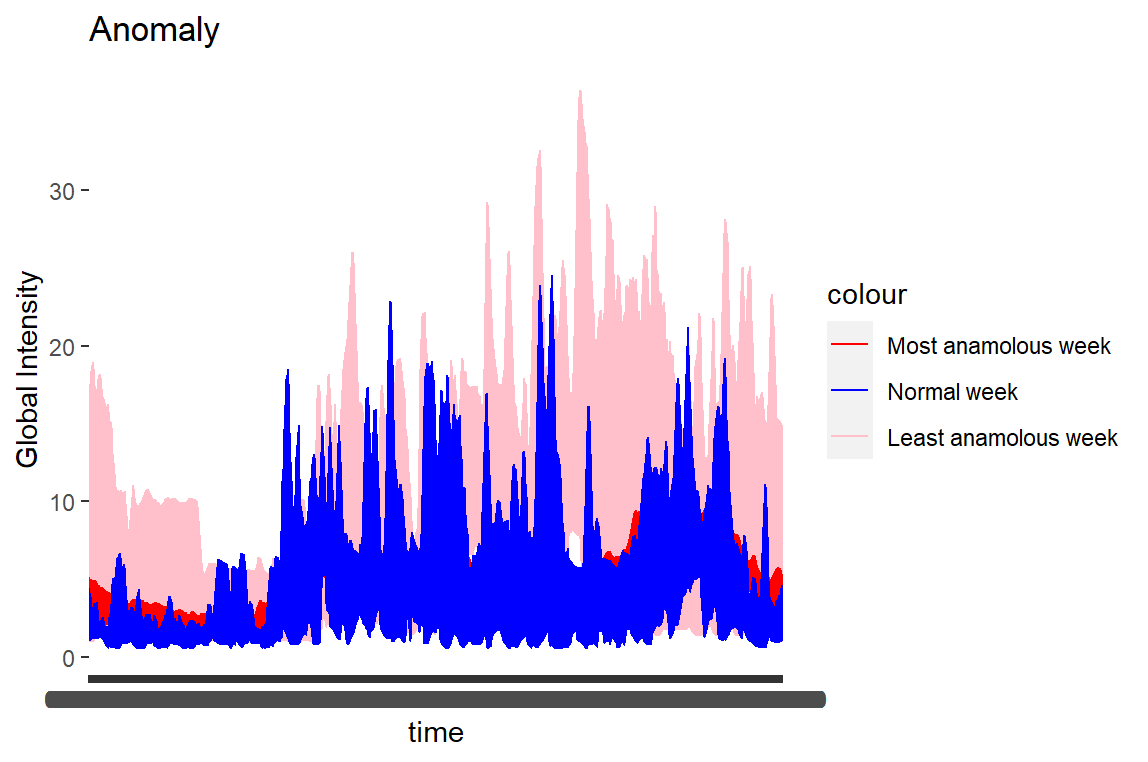 Anomaly
30
20
10
0
Global Intensity
time
colour
Most anamolous week
Normal week
Least anamolous week